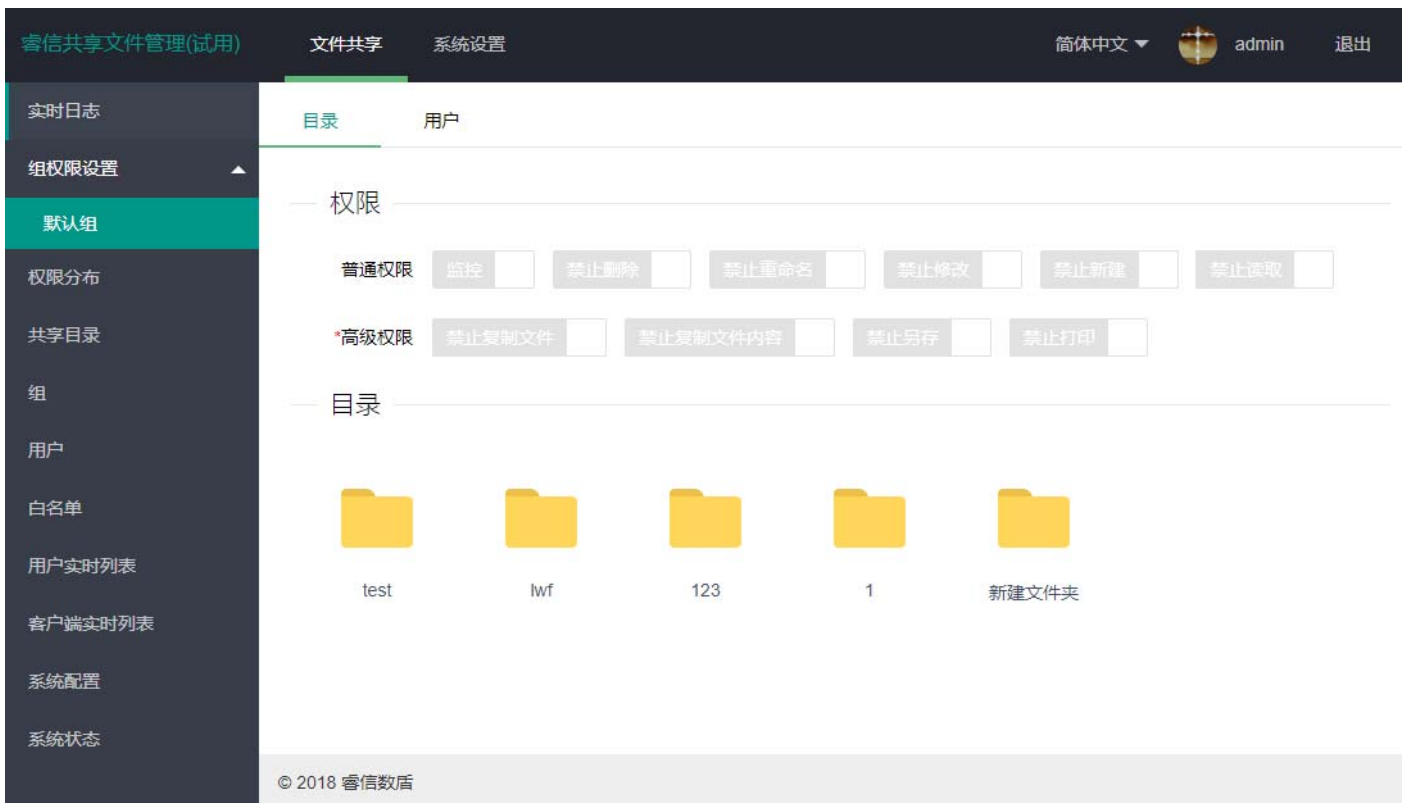 睿信共享文件管理(试用) 文件共享 系统设置 简体中文 admin 退出
实时日志
组权限设置
默认组
权限分布
共享目录
组
用户
白名单
用户实时列表
客户端实时列表
系统配置
系统状态
目录 用户
权限
普通权限 监控 禁止删除 禁止重命名 禁止修改 禁止新建 禁止读取
*高级权限 禁止复制文件 禁止复制文件内容 禁止另存 禁止打印
目录
test lwf 123 1 新建文件夹
© 2018 睿信数盾